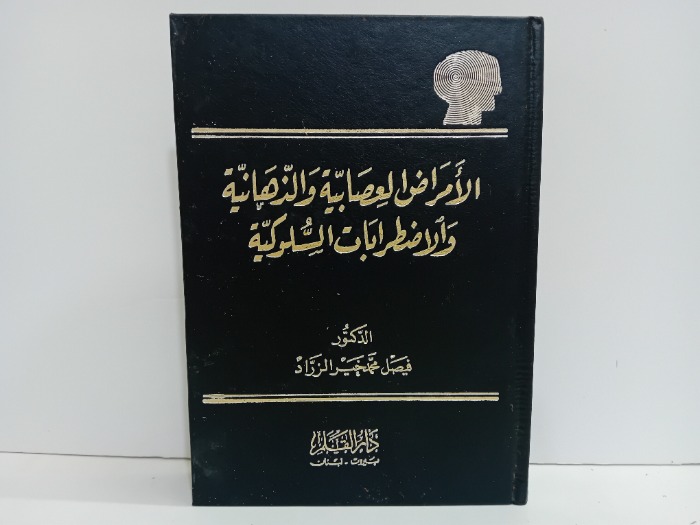 الأمراض العصابية والذهانية
والاضطرابات السلوكية
الدكتور
فيصل محمد خير الزراد
دار القلم
بيروت - لبنان